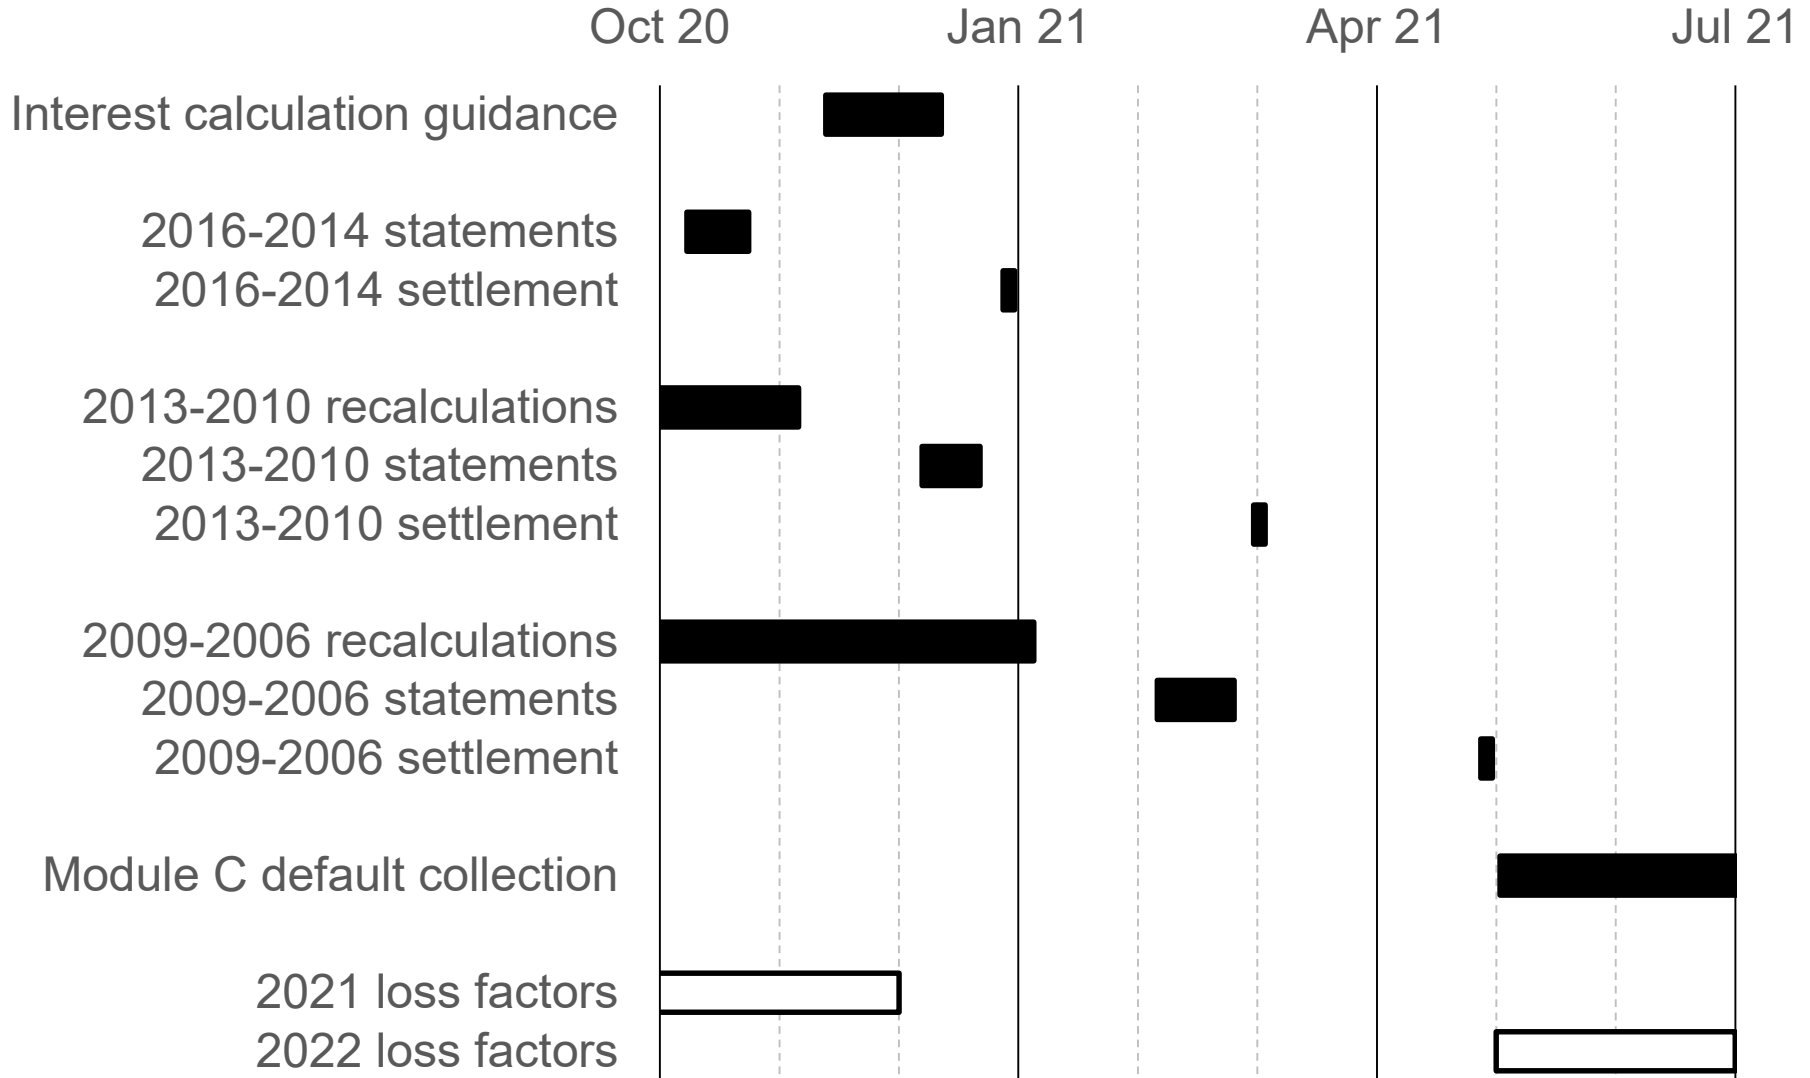 Oct 20 Jan 21 Apr 21 Jul 21
Interest calculation guidance
2016-2014 statements
2016-2014 settlement
2013-2010 recalculations
2013-2010 statements
2013-2010 settlement
2009-2006 recalculations
2009-2006 statements
2009-2006 settlement
Module C default collection
2021 loss factors
2022 loss factors